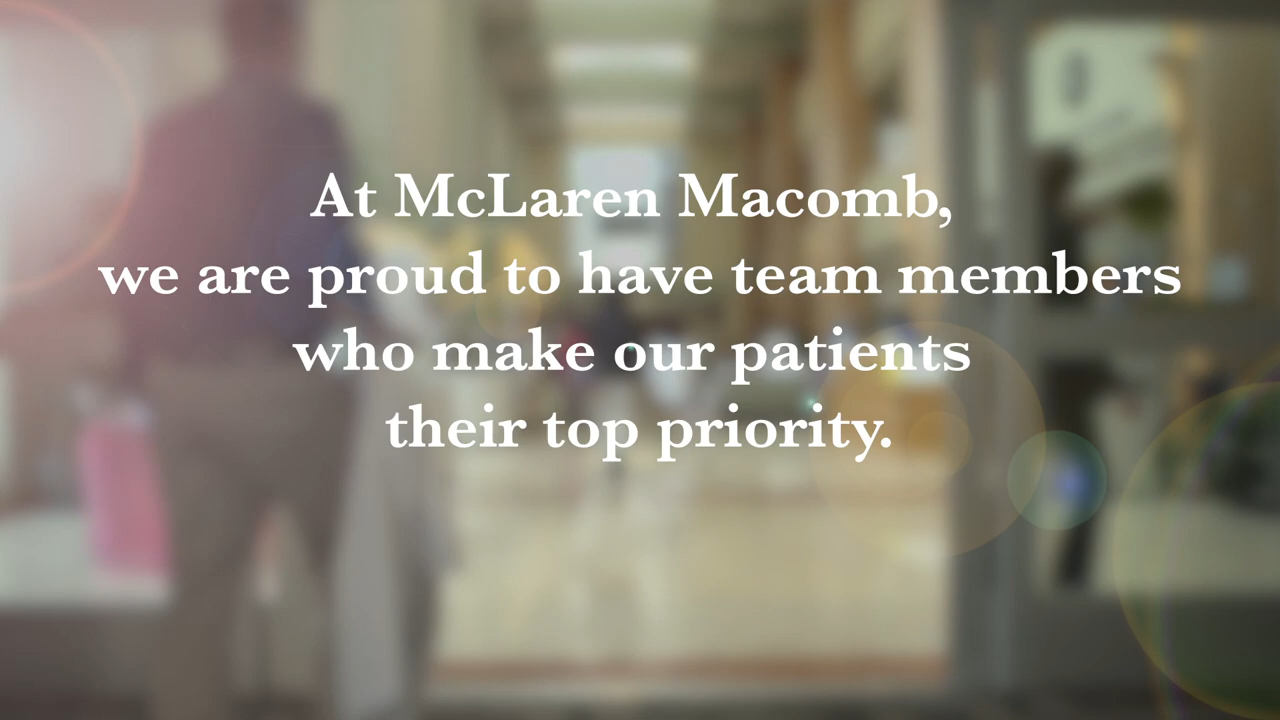 At McLaren Macomb,
we are proud to have team members
who make our patients
their top priority.